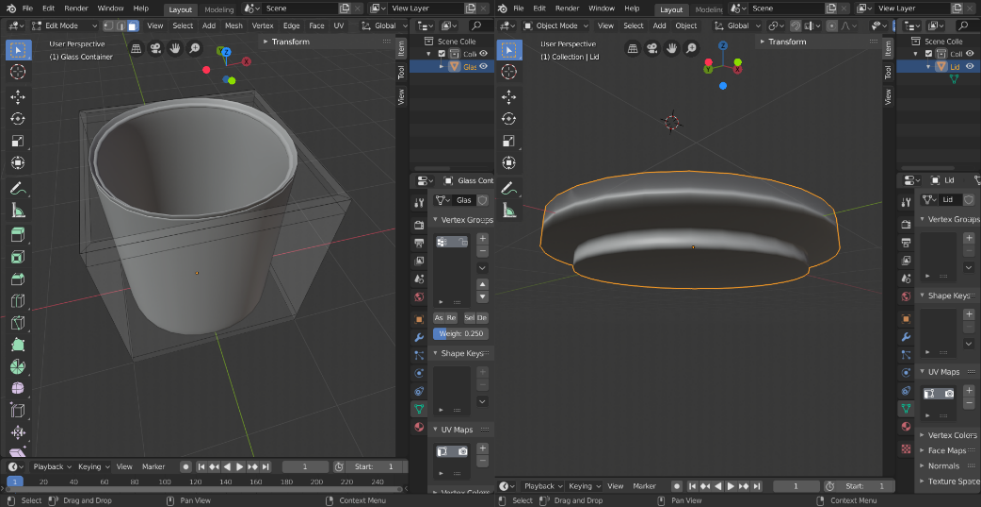 File Edit Render Window Help Layout Modeling Scene View Layer
Edit Mode View Select Add Mesh Vertex Edge Face UV Global
User Perspective
(1) Glass Container
Transform
Item
Tool
View
Scene Colle
Coll
Glas
Glass Cont
Glas
Vertex Groups
As Re Sel De
Weigh: 0.250
Shape Keys
UV Maps
Vertex Colors
Playback Keying View Marker 1 Start: 1
1 20 40 60 80 100 120 140 160 180 200 220 240
Select Drag and Drop Pan View Context Menu
File Edit Render Window Help Layout Modeling Scene View Layer
Object Mode View Select Add Object Global
User Perspective
(1) Collection | Lid
Transform
Item
Tool
View
Scene Colle
Coll
Lid
Lid
Lid
Vertex Groups
Shape Keys
UV Maps
Vertex Colors
Face Maps
Normals
Texture Space
Playback Keying View Marker 1 Start: 1
Select Drag and Drop Pan View Context Menu
X
Y
Z
X
Y
Z